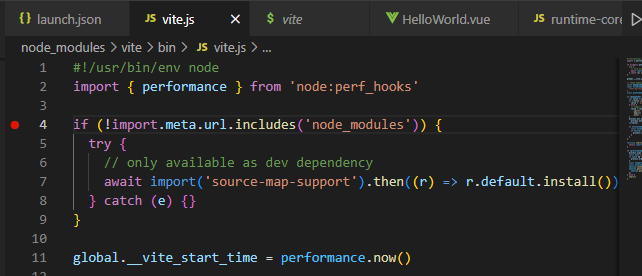 launch.json
vite.js
$ vite
HelloWorld.vue
runtime-core
node_modules > vite > bin > vite.js > ...
1 #!/usr/bin/env node
2 import { performance } from 'node:perf_hooks'
3
4 if (!import.meta.url.includes('node_modules')) {
5 try {
6 // only available as dev dependency
7 await import('source-map-support').then((r) => r.default.install())
8 } catch (e) {}
9 }
10
11 global.__vite_start_time = performance.now()